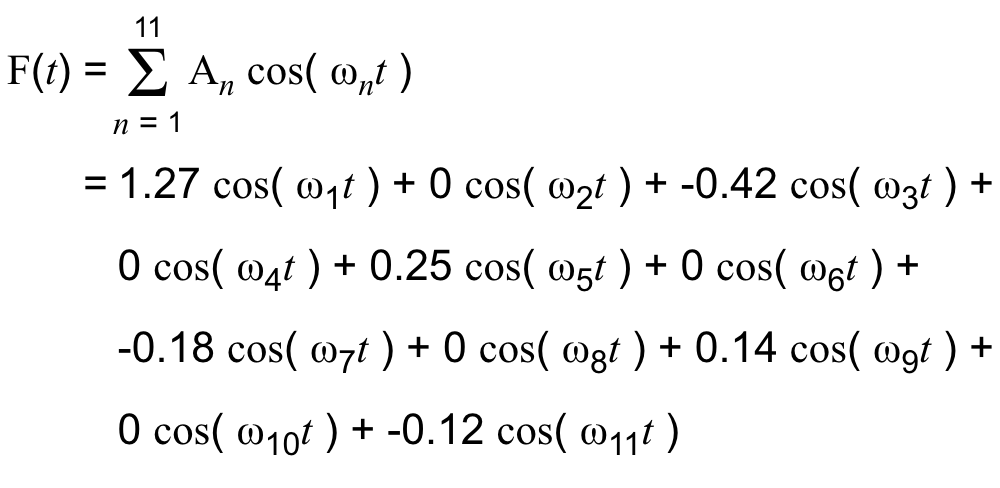 11
F(t) = ∑ Aₙ cos( ωₙt )
n = 1
= 1.27 cos( ω₁t ) + 0 cos( ω₂t ) + -0.42 cos( ω₃t ) +
0 cos( ω₄t ) + 0.25 cos( ω₅t ) + 0 cos( ω₆t ) +
-0.18 cos( ω₇t ) + 0 cos( ω₈t ) + 0.14 cos( ω₉t ) +
0 cos( ω₁₀t ) + -0.12 cos( ω₁₁t )